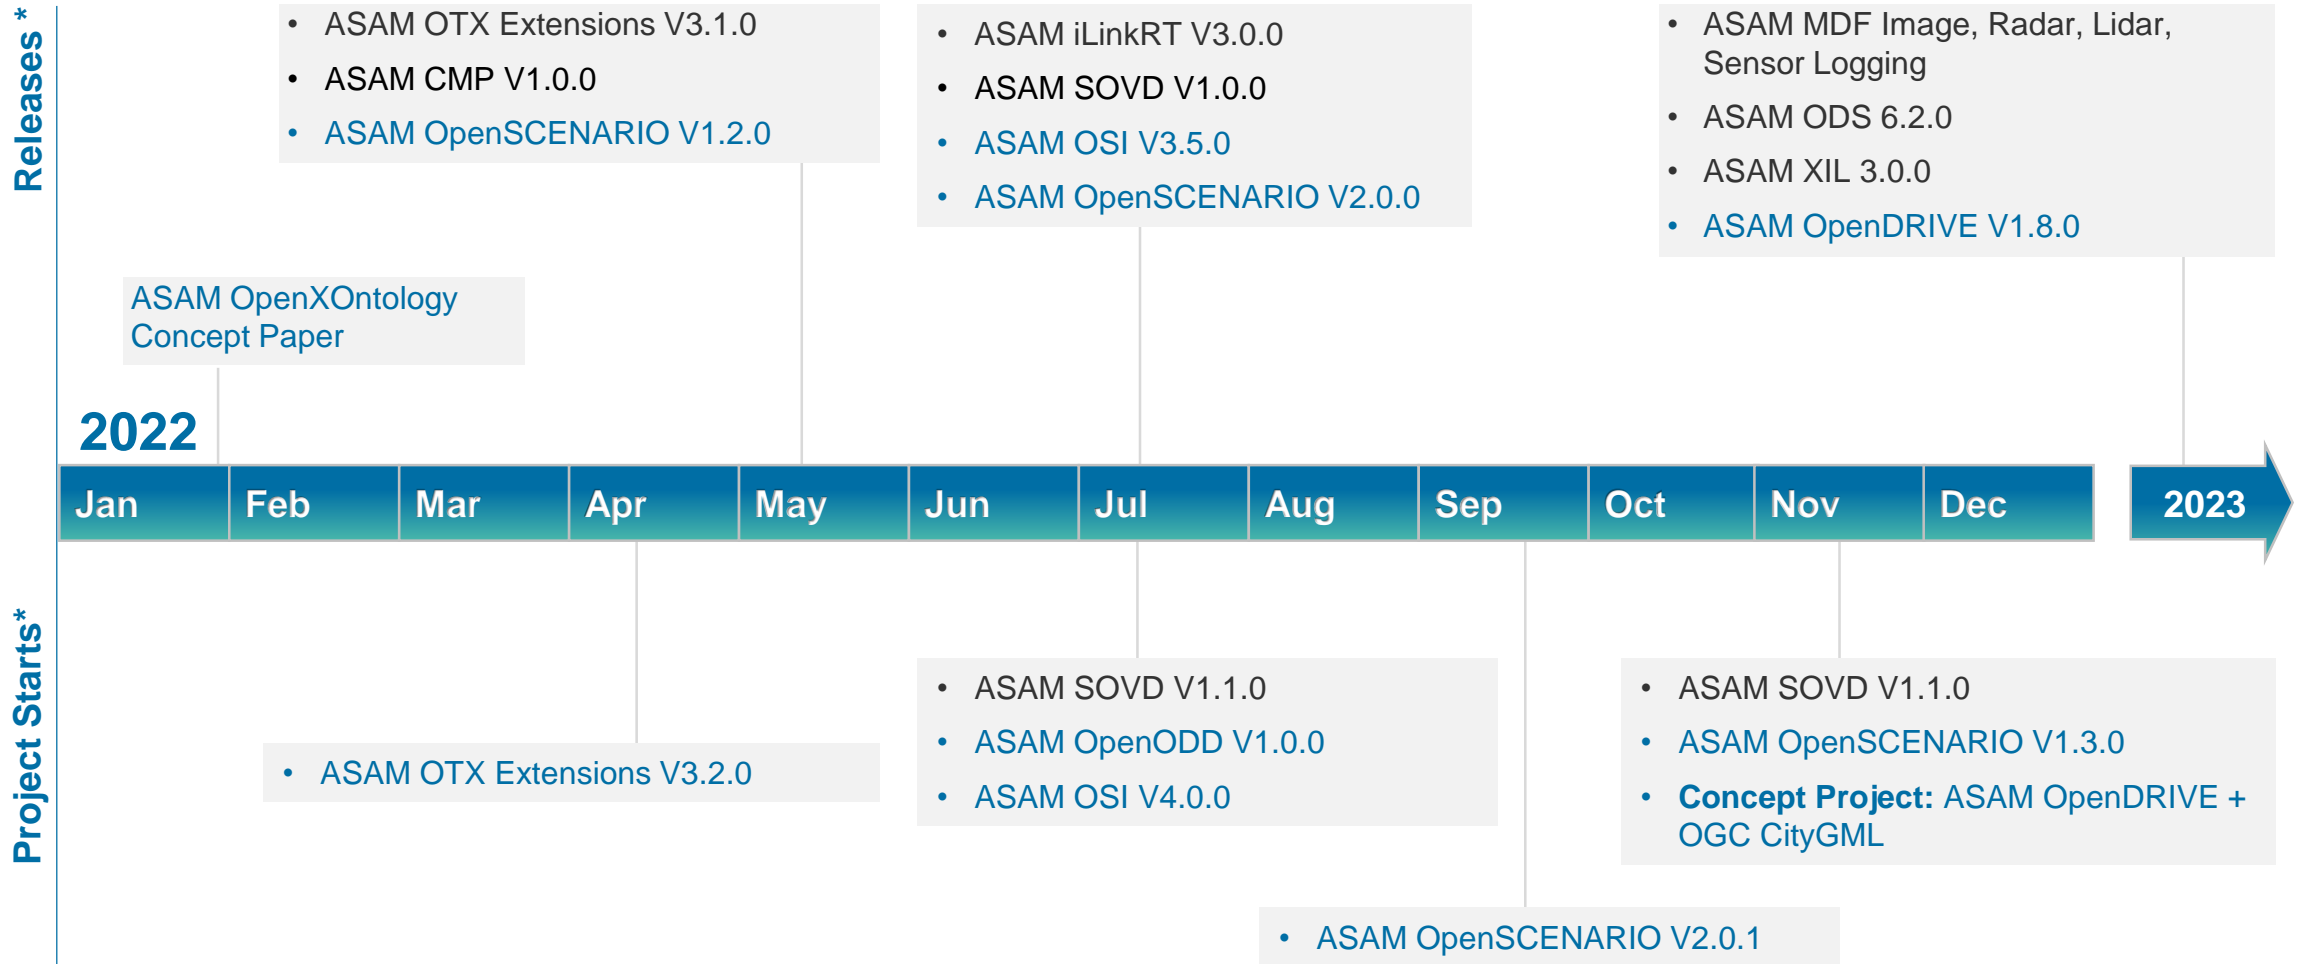 Releases *
• ASAM OTX Extensions V3.1.0
• ASAM CMP V1.0.0
• ASAM OpenSCENARIO V1.2.0
• ASAM iLinkRT V3.0.0
• ASAM SOVD V1.0.0
• ASAM OSI V3.5.0
• ASAM OpenSCENARIO V2.0.0
• ASAM MDF Image, Radar, Lidar,
Sensor Logging
• ASAM ODS 6.2.0
• ASAM XIL 3.0.0
• ASAM OpenDRIVE V1.8.0
ASAM OpenXOntology
Concept Paper
2022
Jan Feb Mar Apr May Jun Jul Aug Sep Oct Nov Dec 2023
Project Starts*
• ASAM OTX Extensions V3.2.0
• ASAM SOVD V1.1.0
• ASAM OpenODD V1.0.0
• ASAM OSI V4.0.0
• ASAM SOVD V1.1.0
• ASAM OpenSCENARIO V1.3.0
• Concept Project: ASAM OpenDRIVE +
OGC CityGML
• ASAM OpenSCENARIO V2.0.1